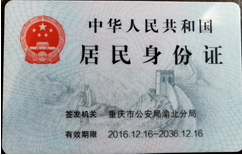 中华人民共和国
居民身份证
签发机关 重庆市公安局渝北分局
有效期限 2016.12.16-2036.12.16